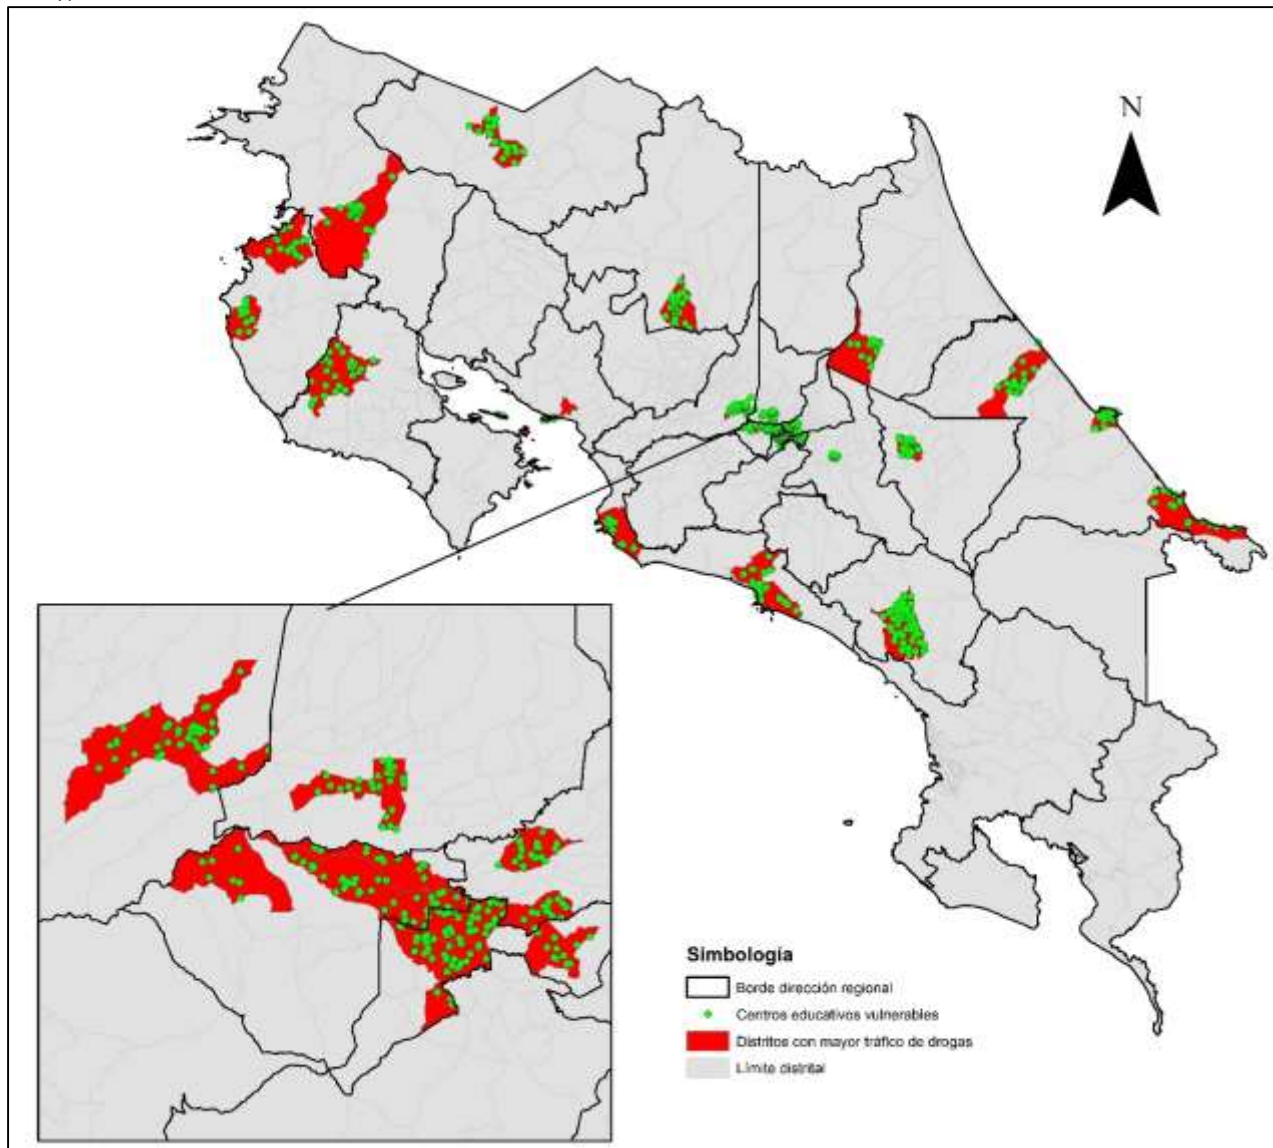 N
Simbología
Borde dirección regional
Centros educativos vulnerables
Distritos con mayor tráfico de drogas
Límite distrital